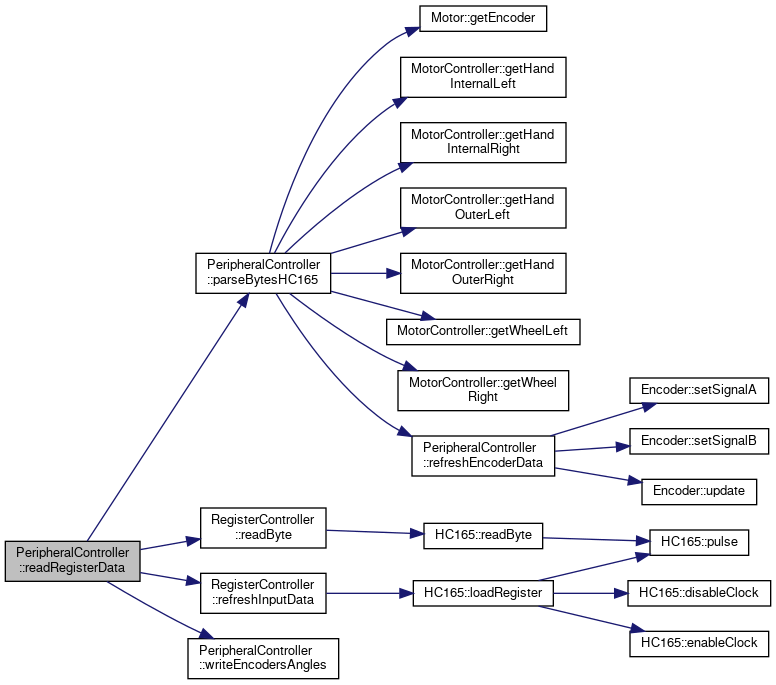 Motor::getEncoder
MotorController::getHand
InternalLeft
MotorController::getHand
InternalRight
MotorController::getHand
OuterLeft
PeripheralController
::parseBytesHC165
MotorController::getHand
OuterRight
MotorController::getWheelLeft
MotorController::getWheel
Right
Encoder::setSignalA
PeripheralController
::refreshEncoderData
Encoder::setSignalB
Encoder::update
PeripheralController
::readRegisterData
RegisterController
::readByte
HC165::readByte
HC165::pulse
RegisterController
::refreshInputData
HC165::loadRegister
HC165::disableClock
HC165::enableClock
PeripheralController
::writeEncodersAngles